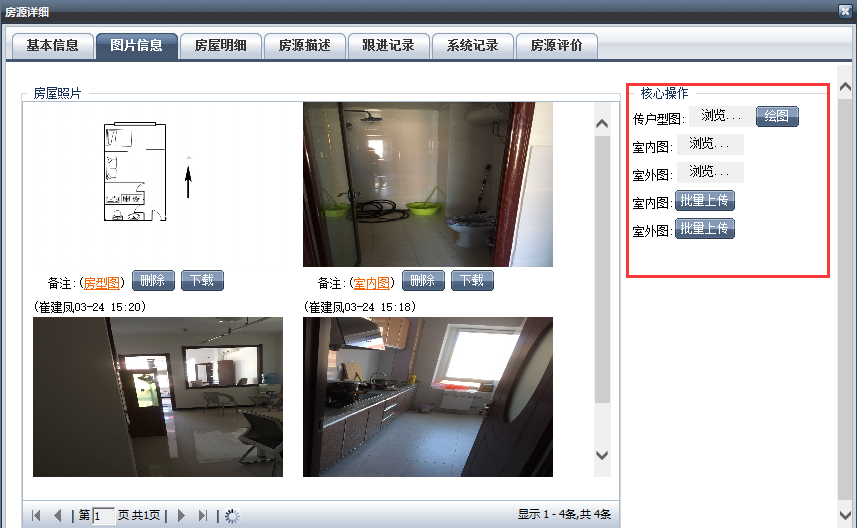 房源详细
基本信息 图片信息 房屋明细 房源描述 跟进记录 系统记录 房源评价
房屋照片
备注:(房型图) 删除 下载
(崔建凤03-24 15:20)
备注:(室内图) 删除 下载
(崔建凤03-24 15:18)
第 1 页 共1页
显示 1 - 4条,共 4条
核心操作
传户型图: 浏览... 绘图
室内图: 浏览...
室外图: 浏览...
室内图: 批量上传
室外图: 批量上传